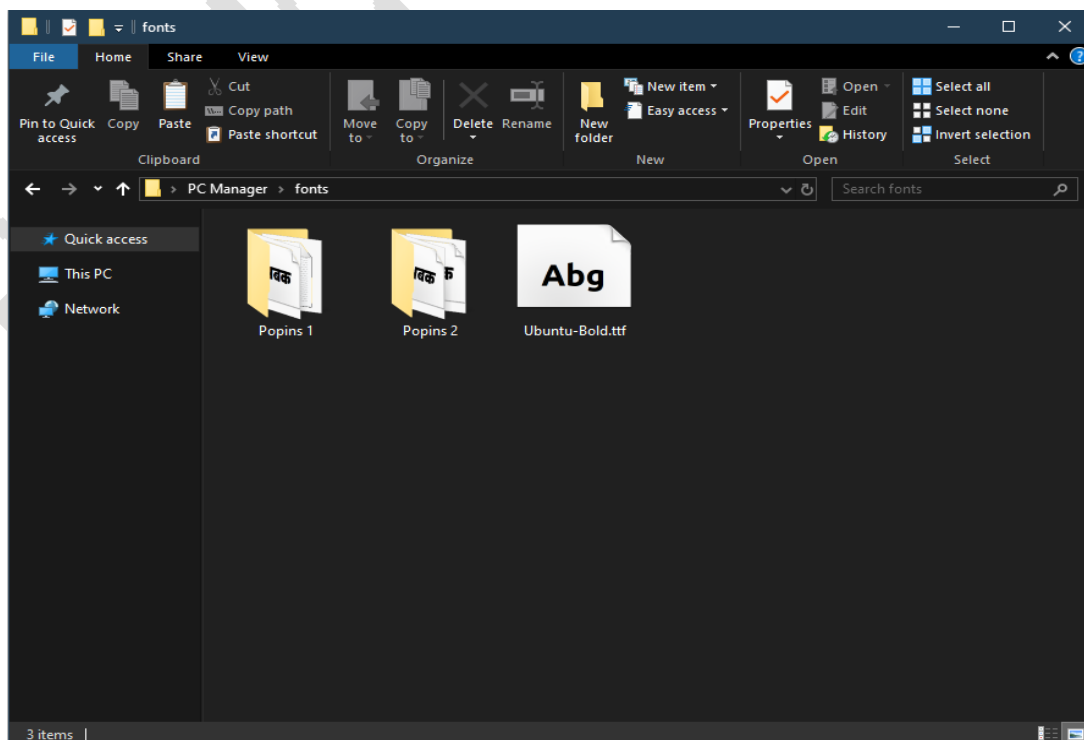 fonts
File Home Share View
Pin to Quick access
Copy
Paste
Cut
Copy path
Paste shortcut
Clipboard
Move to
Copy to
Delete
Rename
Organize
New folder
New item
Easy access
New
Properties
Open
Edit
History
Open
Select all
Select none
Invert selection
Select
PC Manager > fonts
Search fonts
Quick access
This PC
Network
Abg
Popins 1
Popins 2
Ubuntu-Bold.ttf
3 items